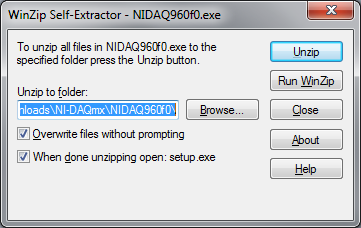 WinZip Self-Extractor - NIDAQ960f0.exe
To unzip all files in NIDAQ960f0.exe to the
specified folder press the Unzip button.
Unzip to folder:
nloads\NI-DAQmx\NIDAQ960f0\
Browse...
Overwrite files without prompting
When done unzipping open: setup.exe
Unzip
Run WinZip
Close
About
Help